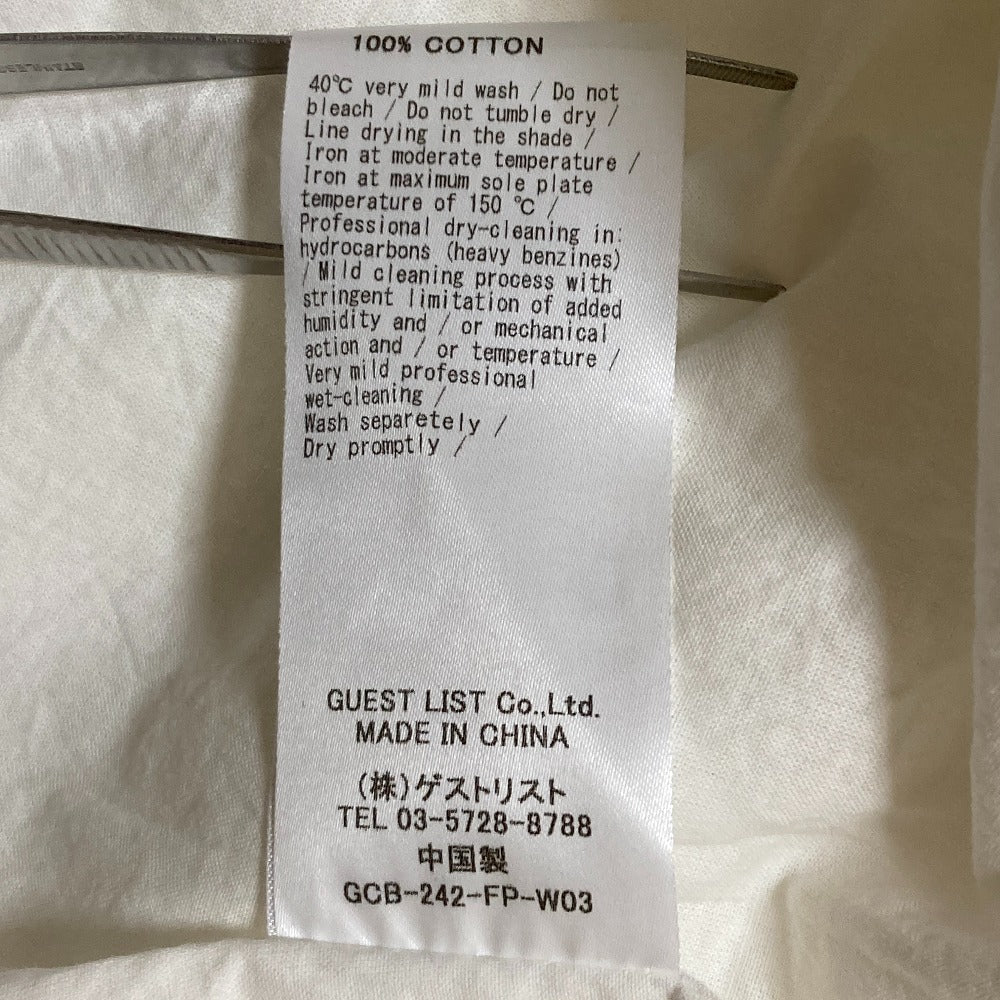 100% COTTON
40℃ very mild wash / Do not
bleach / Do not tumble dry /
Line drying in the shade /
Iron at moderate temperature /
Iron at maximum sole plate
temperature of 150 ℃ /
Professional dry-cleaning in:
hydrocarbons (heavy benzines)
/ Mild cleaning process with
stringent limitation of added
humidity and / or mechanical
action and / or temperature /
Very mild professional
wet-cleaning /
Wash separetely /
Dry promptly /
GUEST LIST Co.,Ltd.
MADE IN CHINA
(株)ゲストリスト
TEL 03-5728-8788
中国製
GCB-242-FP-W03